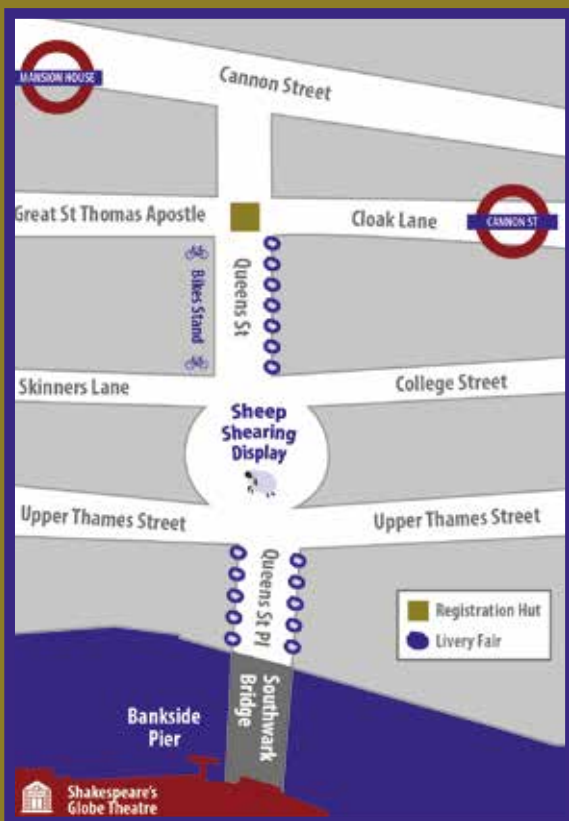 MANSION HOUSE
Cannon Street
Great St Thomas Apostle
Cloak Lane
CANNON ST
Bikes Stand
Queens St
Skinners Lane
College Street
Sheep
Shearing
Display
Upper Thames Street
Upper Thames Street
Queens St Pl
Registration Hut
Livery Fair
Southwark
Bridge
Bankside
Pier
Shakespeare's
Globe Theatre